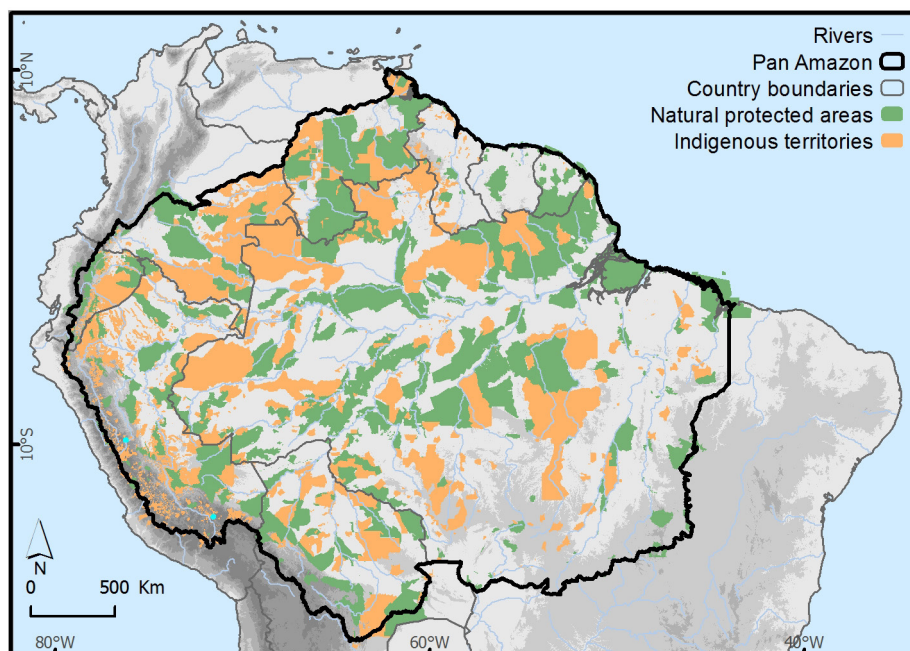 Rivers
Pan Amazon
Country boundaries
Natural protected areas
Indigenous territories
10°N
10°S
N
0 500 Km
80°W 60°W 40°W